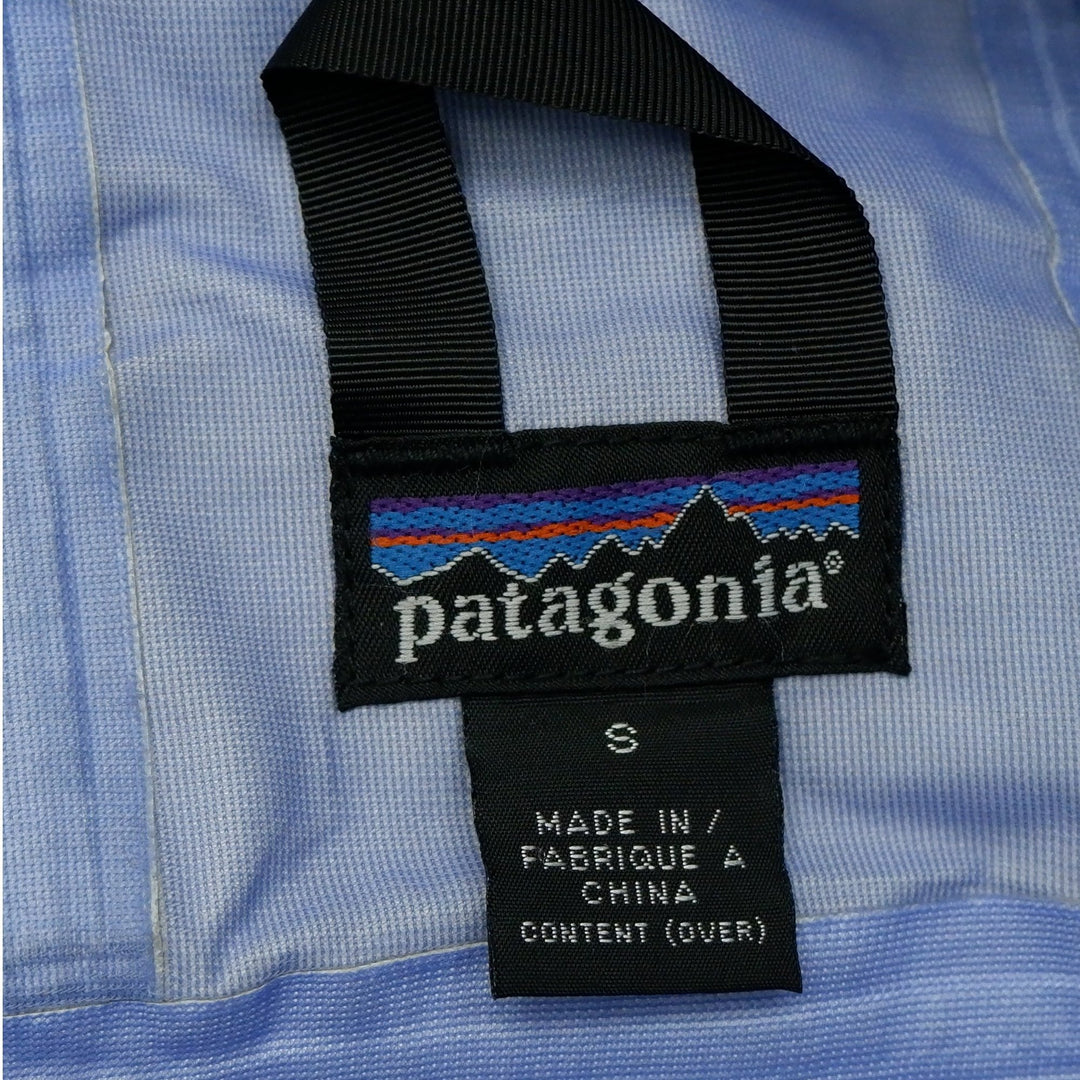 patagonia®
S
MADE IN /
FABRIQUE A
CHINA
CONTENT (OVER)